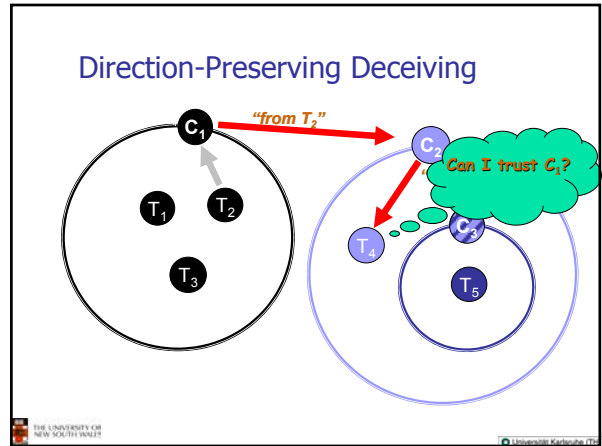 Direction-Preserving Deceiving
C₁
"from T₂"
C₂
Can I trust C₁?
T₁
T₂
C₃
T₄
T₃
T₅
THE UNIVERSITY OF
NEW SOUTH WALES
© Universität Karlsruhe (TH